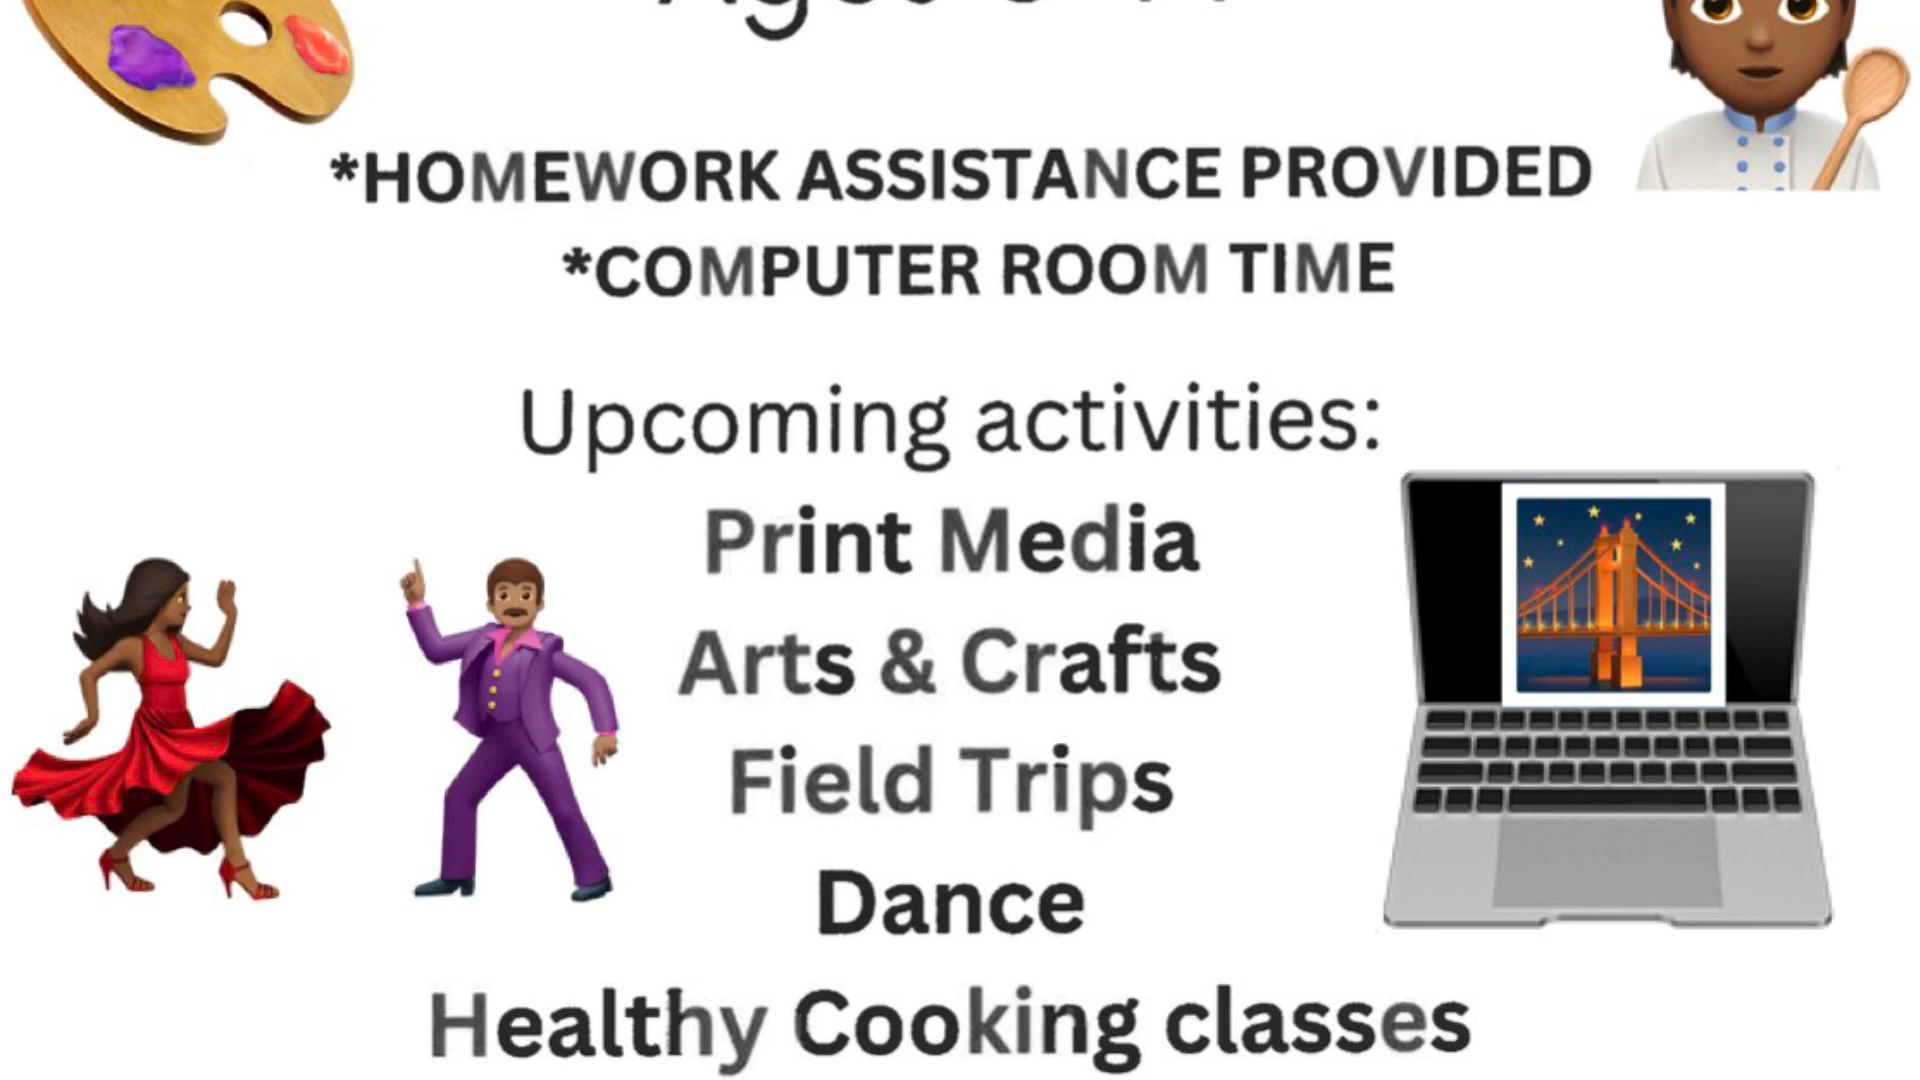 *HOMEWORK ASSISTANCE PROVIDED
*COMPUTER ROOM TIME
Upcoming activities:
Print Media
Arts & Crafts
Field Trips
Dance
Healthy Cooking classes